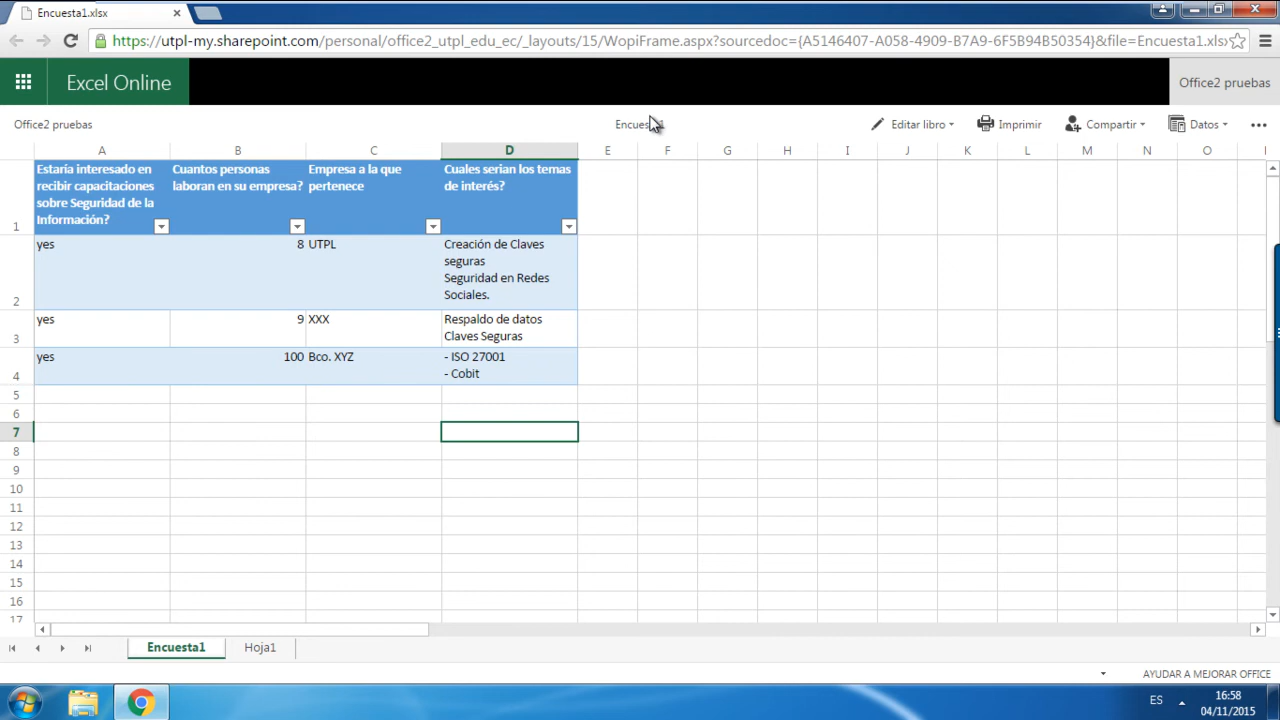 Encuesta1.xlsx
https://utpl-my.sharepoint.com/personal/office2_utpl_edu_ec/_layouts/15/WopiFrame.aspx?sourcedoc={A5146407-A058-4909-B7A9-6F5B94B50354}&file=Encuesta1.xlsx
Excel Online
Office2 pruebas
Office2 pruebas
Encuesta1
Editar libro
Imprimir
Compartir
Datos
A B C D E F G H I J K L M N O
1
Estaría interesado en
recibir capacitaciones
sobre Seguridad de la
Información?
Cuantos personas
laboran en su empresa?
Empresa a la que
pertenece
Cuales serian los temas
de interés?
2
yes
8
UTPL
Creación de Claves
seguras
Seguridad en Redes
Sociales.
3
yes
9
XXX
Respaldo de datos
Claves Seguras
4
yes
100
Bco. XYZ
- ISO 27001
- Cobit
5
6
7
8
9
10
11
12
13
14
15
16
17
Encuesta1
Hoja1
AYUDAR A MEJORAR OFFICE
ES
16:58
04/11/2015